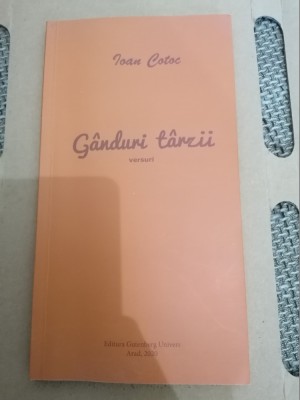 Ioan Cotoc
Gânduri târzii
versuri
Editura Gutenberg Univers
Arad, 2020